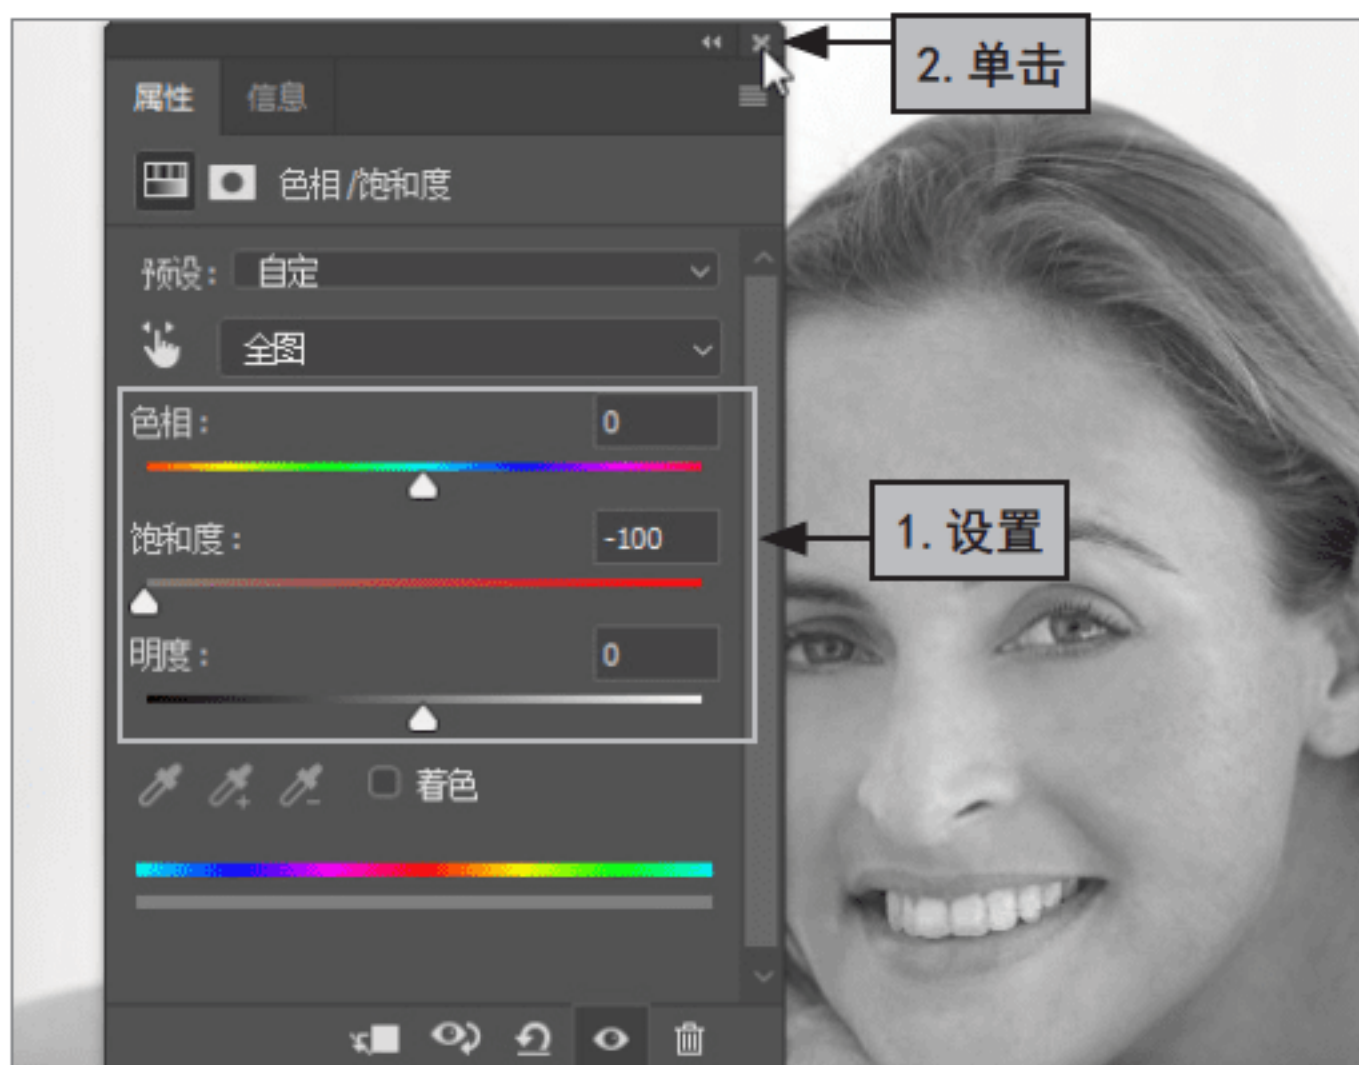 2. 单击
属性 信息
色相/饱和度
预设： 自定
全图
色相： 0
1. 设置
饱和度： -100
明度： 0
着色